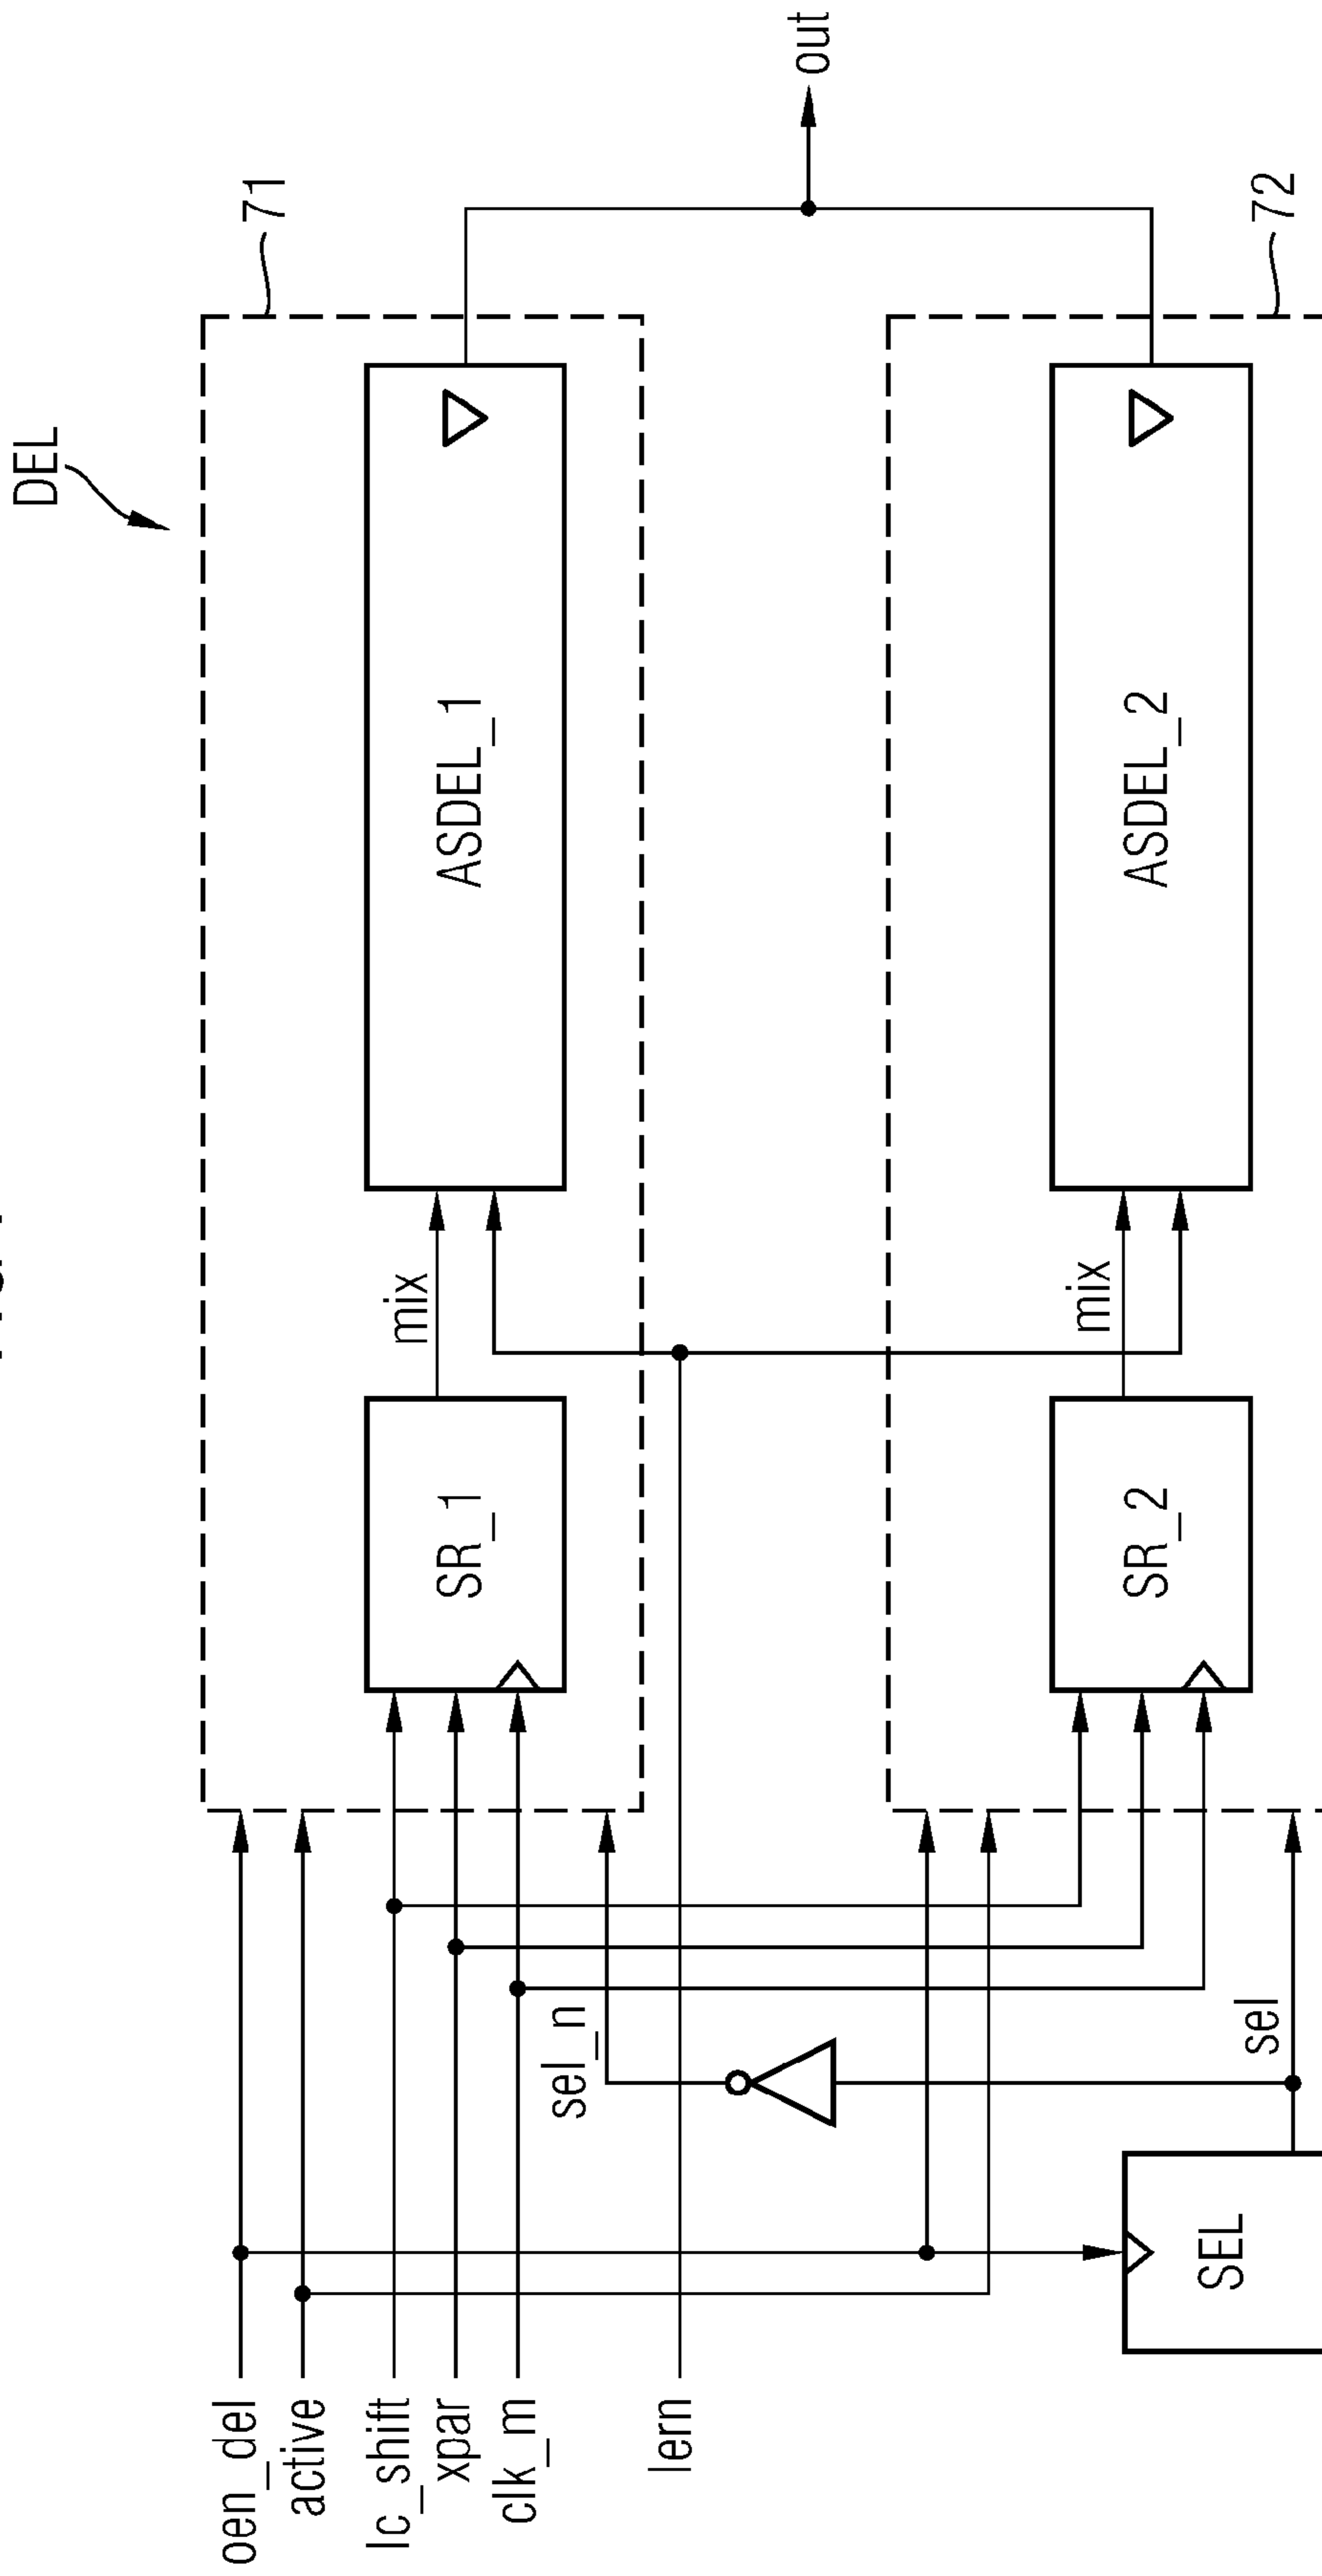 DEL
71
ASDEL_1
mix
SR_1
out
72
ASDEL_2
mix
SR_2
sel_n
sel
SEL
oen_del
active
lc_shift
xpar
clk_m
lern